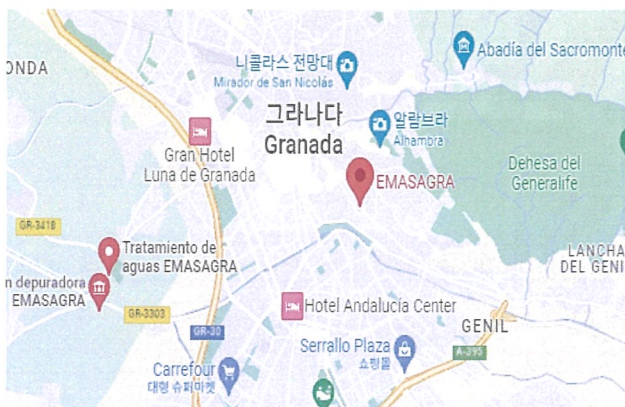 Abadía del Sacromonte
니콜라스 전망대
Mirador de San Nicolás
ONDA
그라나다
Granada
알람브라
Alhambra
Gran Hotel
Luna de Granada
EMASAGRA
Dehesa del
Generalife
GR-3418
Tratamiento de
aguas EMASAGRA
LANCHA
DEL GENI
n depuradora
EMASAGRA
GR-3303
Hotel Andalucía Center
GR-30
GENIL
Serrallo Plaza
쇼핑몰
A-395
Carrefour
대형 슈퍼마켓